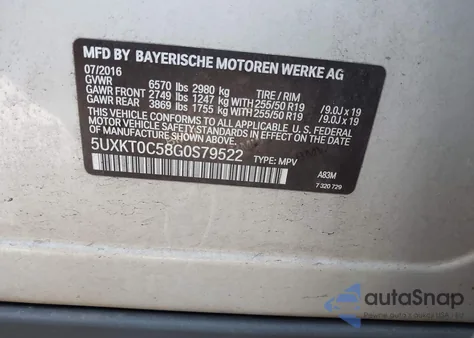 MFD BY BAYERISCHE MOTOREN WERKE AG
07/2016
GVWR 6570 lbs 2980 kg TIRE / RIM
GAWR FRONT 2749 lbs 1247 kg WITH 255/50 R19 /9.0J x 19
GAWR REAR 3869 lbs 1755 kg WITH 255/50 R19 /9.0J x 19
THIS VEHICLE CONFORMS TO ALL APPLICABLE U.S. FEDERAL MOTOR VEHICLE SAFETY STANDARDS IN EFFECT ON THE
DATE OF MANUFACTURE SHOWN ABOVE.
5UXKT0C58G0S79522 TYPE: MPV
A83M
7 320 729
autoSnap